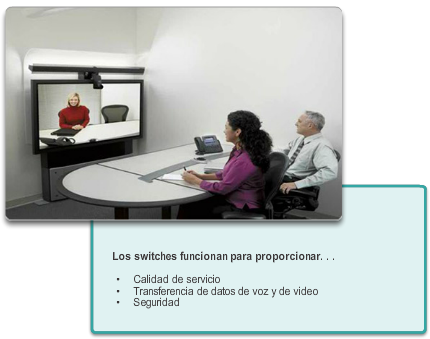 Los switches funcionan para proporcionar. . .
• Calidad de servicio
• Transferencia de datos de voz y de video
• Seguridad